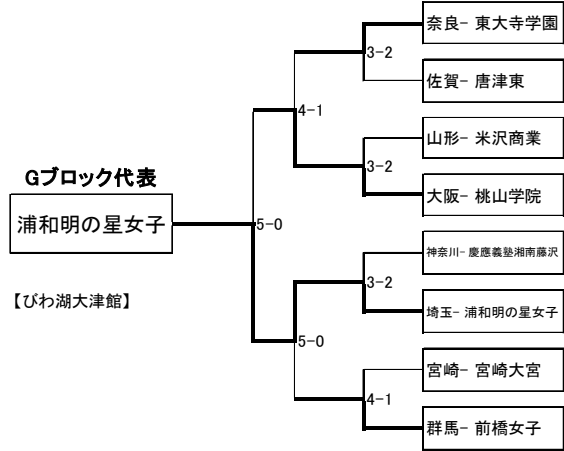 奈良− 東大寺学園
3-2
佐賀− 唐津東
4-1
山形− 米沢商業
3-2
大阪− 桃山学院
Gブロック代表
浦和明の星女子
5-0
神奈川− 慶應義塾湘南藤沢
3-2
埼玉− 浦和明の星女子
【びわ湖大津館】
5-0
宮崎− 宮崎大宮
4-1
群馬− 前橋女子